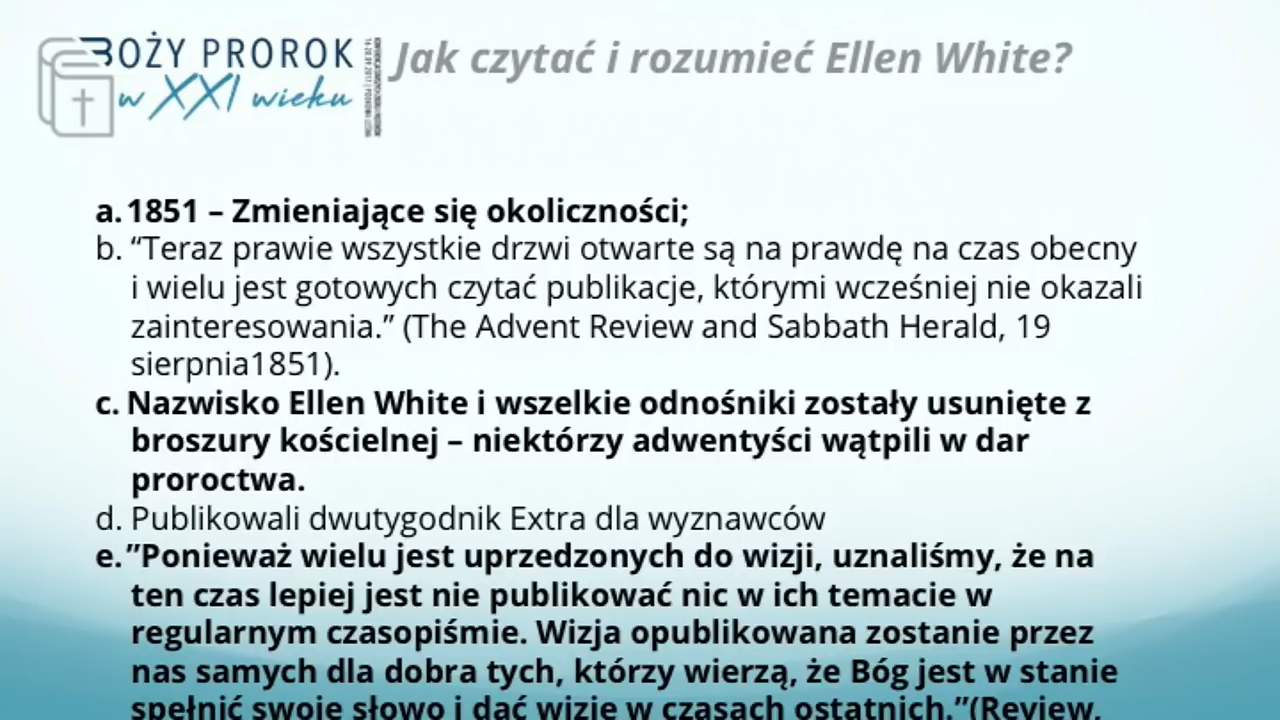 BOŻY PROROK
w XXI wieku
Jak czytać i rozumieć Ellen White?
a. 1851 – Zmieniające się okoliczności;
b. “Teraz prawie wszystkie drzwi otwarte są na prawdę na czas obecny
i wielu jest gotowych czytać publikacje, którymi wcześniej nie okazali
zainteresowania.” (The Advent Review and Sabbath Herald, 19
sierpnia1851).
c. Nazwisko Ellen White i wszelkie odnośniki zostały usunięte z
broszury kościelnej – niektórzy adwentyści wątpili w dar
proroctwa.
d. Publikowali dwutygodnik Extra dla wyznawców
e. ”Ponieważ wielu jest uprzedzonych do wizji, uznaliśmy, że na
ten czas lepiej jest nie publikować nic w ich temacie w
regularnym czasopiśmie. Wizja opublikowana zostanie przez
nas samych dla dobra tych, którzy wierzą, że Bóg jest w stanie
spełnić swoje słowo i dać wizje w czasach ostatnich.”(Review,